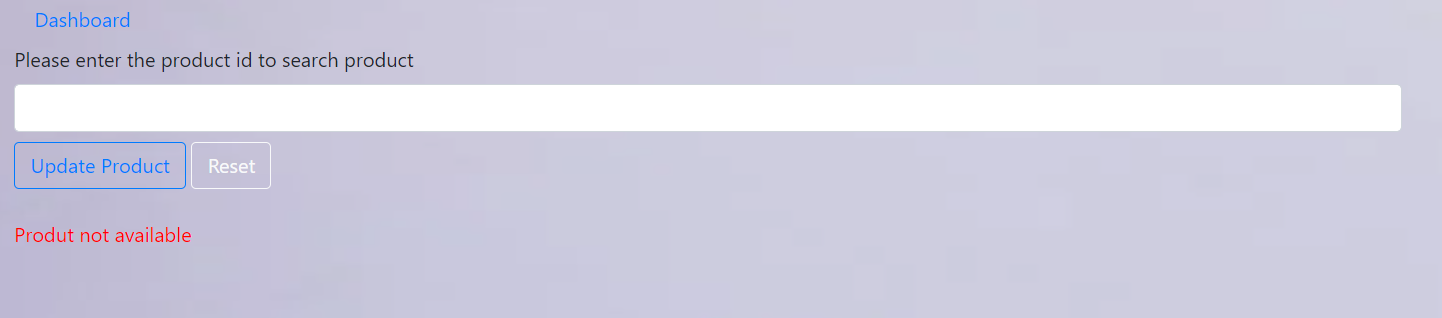 Dashboard
Please enter the product id to search product
Update Product Reset
Produt not available